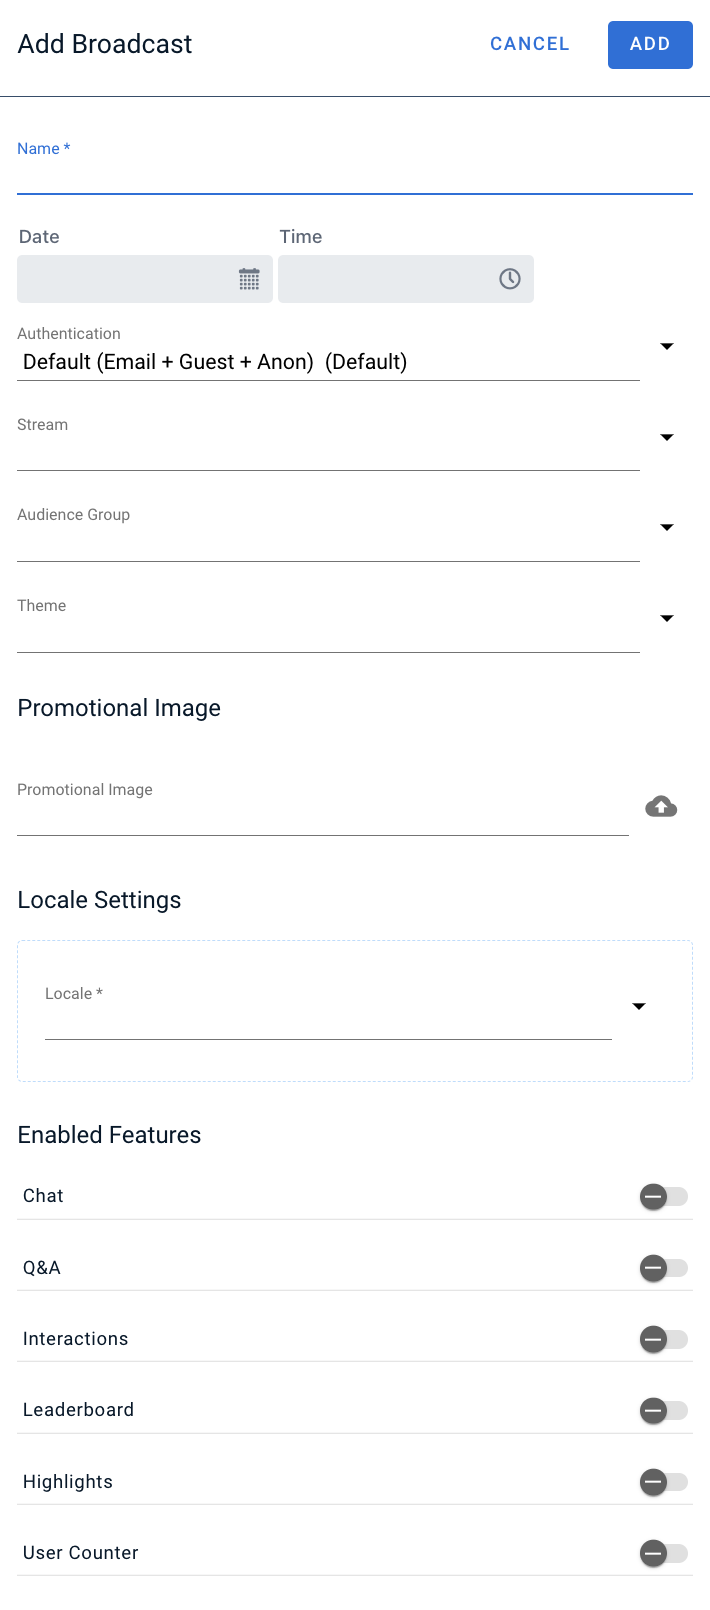 Add Broadcast CANCEL ADD
Name *
Date Time
Authentication
Default (Email + Guest + Anon) (Default)
Stream
Audience Group
Theme
Promotional Image
Promotional Image
Locale Settings
Locale *
Enabled Features
Chat
Q&A
Interactions
Leaderboard
Highlights
User Counter